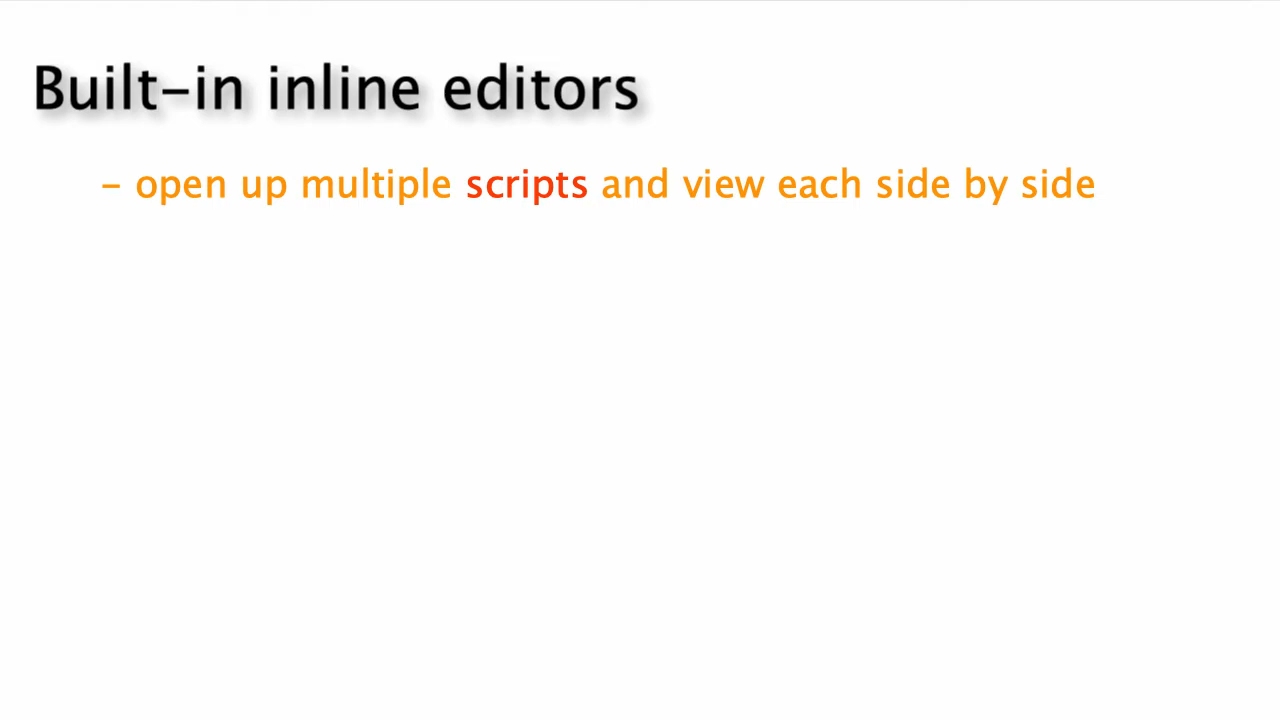 Built-in inline editors
- open up multiple scripts and view each side by side